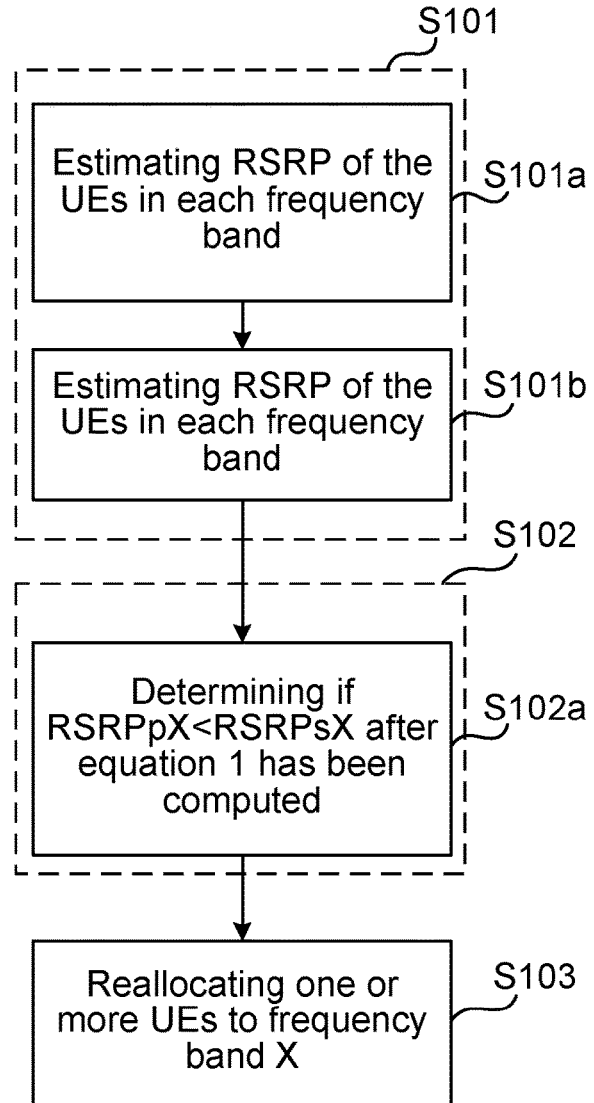 S101
Estimating RSRP of the
UEs in each frequency
band
S101a
Estimating RSRP of the
UEs in each frequency
band
S101b
S102
Determining if
RSRPpX<RSRPsX after
equation 1 has been
computed
S102a
Reallocating one or
more UEs to frequency
band X
S103